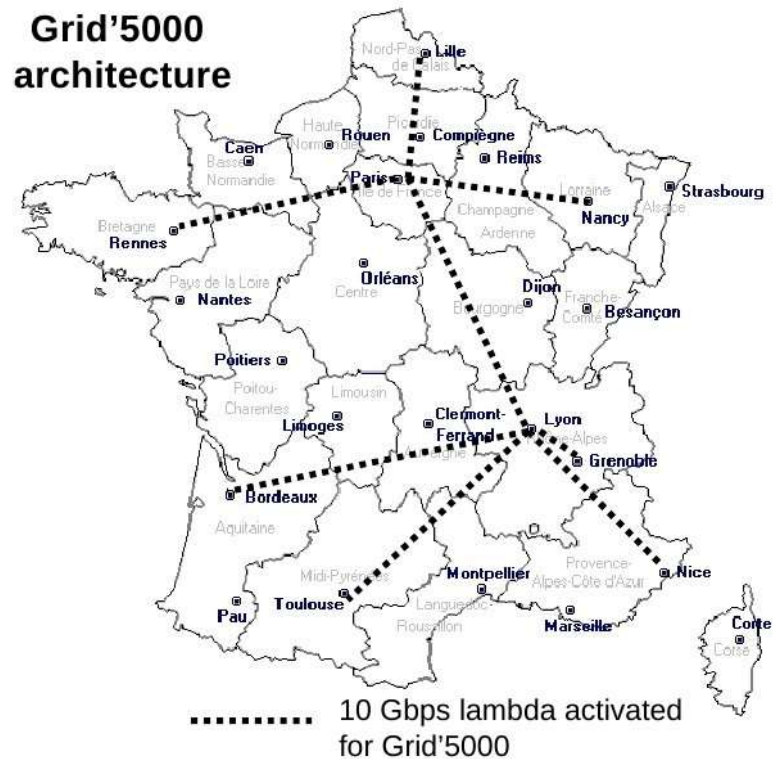 Grid'5000
architecture
Nord-Pas
de Calais
Lille
Haute
Normandie
Rouen
Picardie
Compiègne
Caen
Basse
Normandie
Reims
Paris
Ile de France
Lorraine
Nancy
Strasbourg
Alsace
Champagne
Ardenne
Bretagne
Rennes
Pays de la Loire
Nantes
Orléans
Centre
Dijon
Bourgogne
Franche-
Comté
Besançon
Poitiers
Poitou-
Charentes
Limousin
Limoges
Clermont-
Ferrand
Auvergne
Lyon
Rhône-Alpes
Grenoble
Bordeaux
Aquitaine
Midi-Pyrénées
Toulouse
Pau
Montpellier
Languedoc-
Roussillon
Provence-
Alpes-Côte d'Azur
Nice
Marseille
Corte
Corse
10 Gbps lambda activated
for Grid'5000